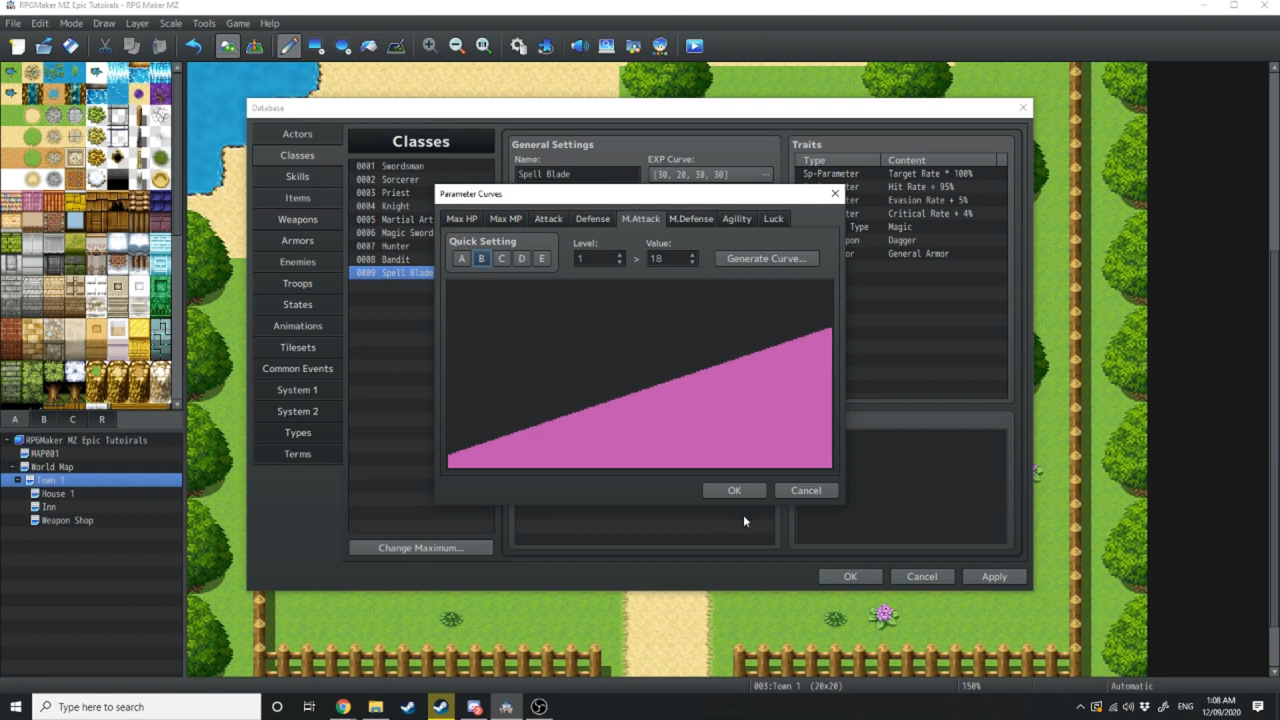 RPGMaker MZ Epic Tutoirals - RPG Maker MZ
File Edit Mode Draw Layer Scale Tools Game Help
Database
Actors
Classes
Skills
Items
Weapons
Armors
Enemies
Troops
States
Animations
Tilesets
Common Events
System 1
System 2
Types
Terms
Classes
0001 Swordsman
0002 Sorcerer
0003 Priest
0004 Knight
0005 Martial Art
0006 Magic Sword
0007 Hunter
0008 Bandit
0009 Spell Blade
Change Maximum...
General Settings
Name:
Spell Blade
EXP Curve:
[30, 20, 30, 30] ...
Traits
Type Content
Sp-Parameter Target Rate * 100%
ter Hit Rate + 95%
ter Evasion Rate + 5%
ter Critical Rate + 4%
Type Magic
pon Dagger
or General Armor
Parameter Curves
Max HP Max MP Attack Defense M.Attack M.Defense Agility Luck
Quick Setting
A B C D E
Level:
1
>
Value:
18
Generate Curve...
OK Cancel
OK Cancel Apply
A B C R
RPGMaker MZ Epic Tutoirals
MAP001
World Map
Town 1
House 1
Inn
Weapon Shop
003:Town 1 (20x20) 150% Automatic
Type here to search
ENG
1:08 AM
12/09/2020